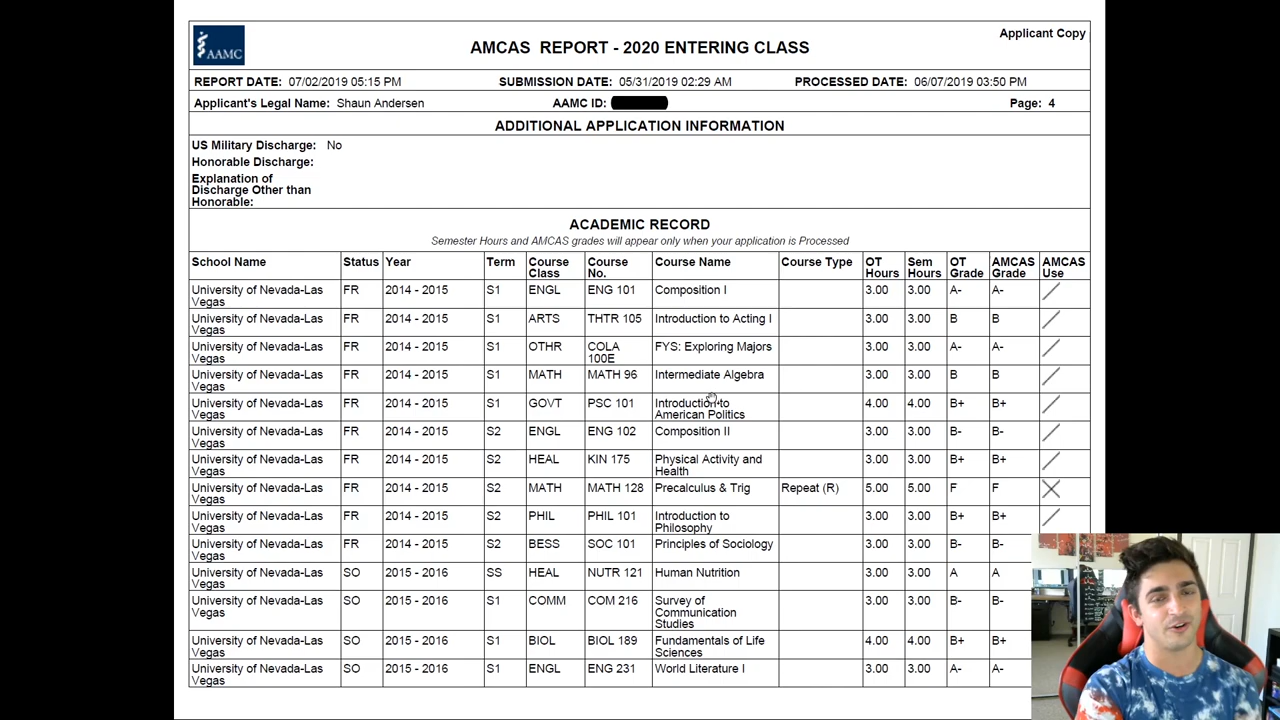 AAMC
AMCAS REPORT - 2020 ENTERING CLASS
Applicant Copy
REPORT DATE: 07/02/2019 05:15 PM SUBMISSION DATE: 05/31/2019 02:29 AM PROCESSED DATE: 06/07/2019 03:50 PM
Applicant's Legal Name: Shaun Andersen AAMC ID: Page: 4
ADDITIONAL APPLICATION INFORMATION
US Military Discharge: No
Honorable Discharge:
Explanation of
Discharge Other than
Honorable:
ACADEMIC RECORD
Semester Hours and AMCAS grades will appear only when your application is Processed
School Name Status Year Term Course Course Course Name Course Type OT Sem OT AMCAS AMCAS
Class No. Hours Hours Grade Grade Use
University of Nevada-Las FR 2014 - 2015 S1 ENGL ENG 101 Composition I 3.00 3.00 A- A-
Vegas
University of Nevada-Las FR 2014 - 2015 S1 ARTS THTR 105 Introduction to Acting I 3.00 3.00 B B
Vegas
University of Nevada-Las FR 2014 - 2015 S1 OTHR COLA FYS: Exploring Majors 3.00 3.00 A- A-
Vegas 100E
University of Nevada-Las FR 2014 - 2015 S1 MATH MATH 96 Intermediate Algebra 3.00 3.00 B B
Vegas
University of Nevada-Las FR 2014 - 2015 S1 GOVT PSC 101 Introduction to 4.00 4.00 B+ B+
Vegas American Politics
University of Nevada-Las FR 2014 - 2015 S2 ENGL ENG 102 Composition II 3.00 3.00 B- B-
Vegas
University of Nevada-Las FR 2014 - 2015 S2 HEAL KIN 175 Physical Activity and 3.00 3.00 B+ B+
Vegas Health
University of Nevada-Las FR 2014 - 2015 S2 MATH MATH 128 Precalculus & Trig Repeat (R) 5.00 5.00 F F
Vegas
University of Nevada-Las FR 2014 - 2015 S2 PHIL PHIL 101 Introduction to 3.00 3.00 B+ B+
Vegas Philosophy
University of Nevada-Las FR 2014 - 2015 S2 BESS SOC 101 Principles of Sociology 3.00 3.00 B- B-
Vegas
University of Nevada-Las SO 2015 - 2016 SS HEAL NUTR 121 Human Nutrition 3.00 3.00 A A
Vegas
University of Nevada-Las SO 2015 - 2016 S1 COMM COM 216 Survey of 3.00 3.00 B- B-
Vegas Communication
Studies
University of Nevada-Las SO 2015 - 2016 S1 BIOL BIOL 189 Fundamentals of Life 4.00 4.00 B+ B+
Vegas Sciences
University of Nevada-Las SO 2015 - 2016 S1 ENGL ENG 231 World Literature I 3.00 3.00 A- A-
Vegas